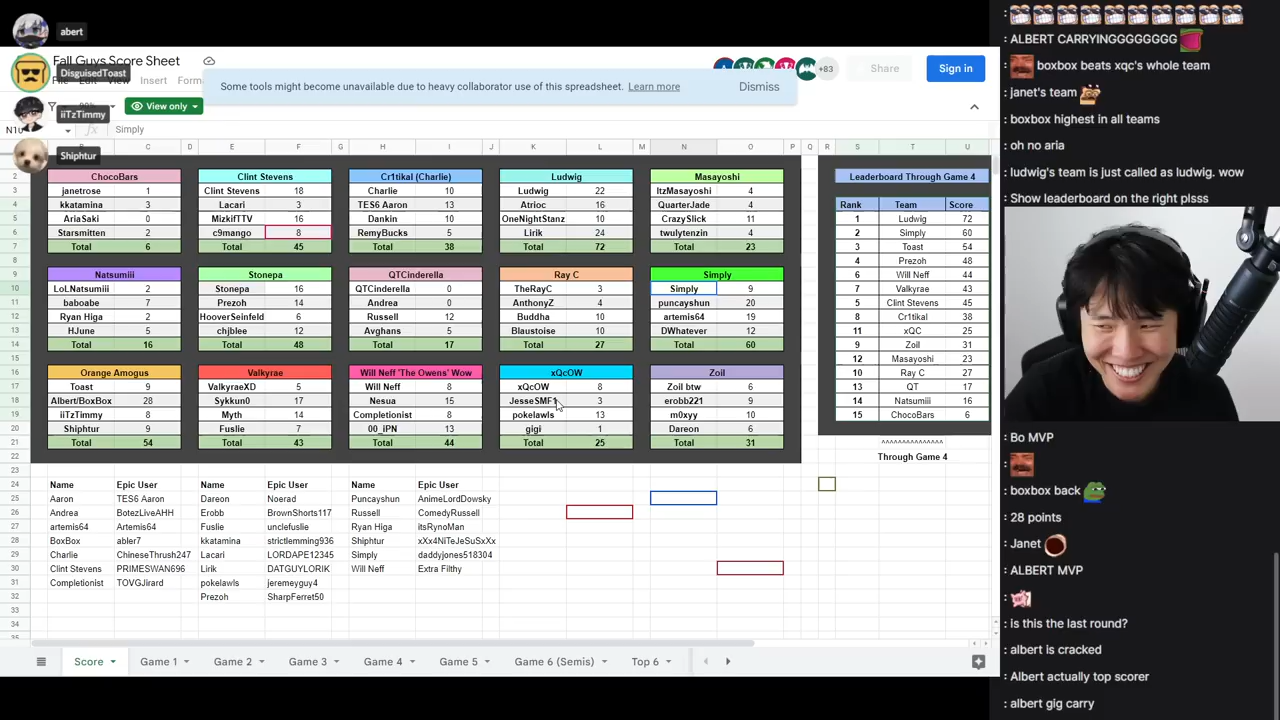 abert
Fall Guys Score Sheet
DisguisedToast
Insert
Some tools might become unavailable due to heavy collaborator use of this spreadsheet. Learn more
Dismiss
+83
Share
Sign in
View only
iiTzTimmy
Simply
Shiphtur
K L M N O P Q R S T U
ChocoBars Clint Stevens Cr1tikal (Charlie) Ludwig Masayoshi Leaderboard Through Game 4
janetrose 1 Clint Stevens 18 Charlie 10 Ludwig 22 ItzMasayoshi 4
kkatamina 3 Lacari 3 TES6 Aaron 13 Atrioc 16 QuarterJade 4 Rank Team Score
AriaSaki 0 MizkifTTV 16 Dankin 10 OneNightStanz 10 CrazySlick 11 1 Ludwig 72
Starsmitten 2 c9mango 8 RemyBucks 5 Lirik 24 twulytenzin 4 2 Simply 60
Total 6 Total 45 Total 38 Total 72 Total 23 3 Toast 54
4 Prezoh 48
Natsumiii Stonepa QTCinderella Ray C Simply 6 Will Neff 44
LoLNatsumiii 2 Stonepa 16 QTCinderella 0 TheRayC 3 Simply 9 7 Valkyrae 43
baboabe 7 Prezoh 14 Andrea 0 AnthonyZ 4 puncayshun 20 5 Clint Stevens 45
Ryan Higa 2 HooverSeinfeld 6 Russell 12 Buddha 10 artemis64 19 8 Cr1tikal 38
HJune 5 chjblee 12 Avghans 5 Blaustoise 10 DWhatever 12 11 xQC 25
Total 16 Total 48 Total 17 Total 27 Total 60 9 Zoil 31
12 Masayoshi 23
Orange Amogus Valkyrae Will Neff 'The Owens' Wow xQcOW Zoil 10 Ray C 27
Toast 9 ValkyraeXD 5 Will Neff 8 xQcOW 8 Zoil btw 6 13 QT 17
Albert/BoxBox 28 Sykkun0 17 Nesua 15 JesseSMF1 3 erobb221 9 14 Natsumiii 16
iiTzTimmy 8 Myth 14 Completionist 8 pokelawls 13 m0xyy 10 15 ChocoBars 6
Shiphtur 9 Fuslie 7 00_iPN 13 gigi 1 Dareon 6
Total 54 Total 43 Total 44 Total 25 Total 31 ^^^^^^^^^^^^^^^
Through Game 4
Name Epic User Name Epic User Name Epic User
Aaron TES6 Aaron Dareon Noerad Puncayshun AnimeLordDowsky
Andrea BotezLiveAHH Erobb BrownShorts117 Russell ComedyRussell
artemis64 Artemis64 Fuslie unclefuslie Ryan Higa itsRynoMan
BoxBox abler7 kkatamina strictlemming936 Shiphtur xXx4NiTeJeSuSxXx
Charlie ChineseThrush247 Lacari LORDAPE12345 Simply daddyjones518304
Clint Stevens PRIMESWAN696 Lirik DATGUYLORIK Will Neff Extra Filthy
Completionist TOVGJirard pokelawls jeremeyguy4
Prezoh SharpFerret50
Score Game 1 Game 2 Game 3 Game 4 Game 5 Game 6 (Semis) Top 6
: ALBERT CARRYINGGGGGGGG
: boxbox beats xqc's whole team
: janet's team
: boxbox highest in all teams
: oh no aria
: ludwig's team is just called as ludwig. wow
: Show leaderboard on the right plsss
: Bo MVP
: boxbox back
: 28 points
: Janet
: ALBERT MVP
: is this the last round?
: albert is cracked
: Albert actually top scorer
: albert gig carry